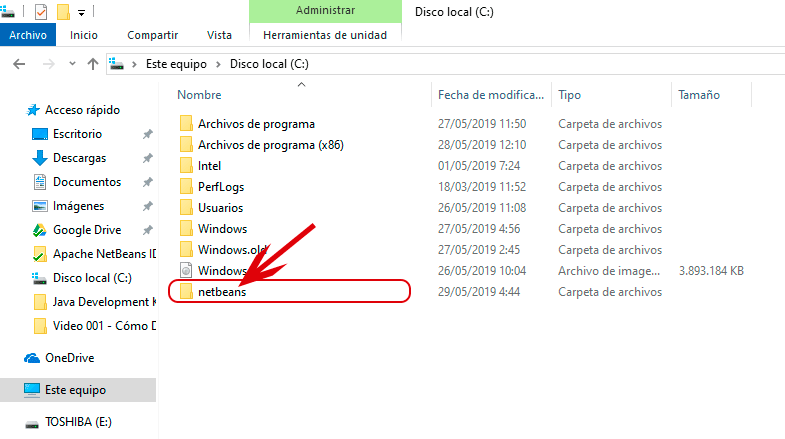 Administrar
Disco local (C:)
Archivo Inicio Compartir Vista Herramientas de unidad
Este equipo Disco local (C:)
Nombre Fecha de modifica... Tipo Tamaño
Acceso rápido
Escritorio
Descargas
Documentos
Imágenes
Google Drive
Apache NetBeans ID
Disco local (C:)
Java Development K
Video 001 - Cómo D
OneDrive
Este equipo
TOSHIBA (E:)
Archivos de programa 27/05/2019 11:50 Carpeta de archivos
Archivos de programa (x86) 28/05/2019 12:10 Carpeta de archivos
Intel 01/05/2019 7:24 Carpeta de archivos
PerfLogs 18/03/2019 11:52 Carpeta de archivos
Usuarios 26/05/2019 11:08 Carpeta de archivos
Windows 27/05/2019 4:56 Carpeta de archivos
Windows.old 27/05/2019 2:45 Carpeta de archivos
Windows 26/05/2019 10:04 Archivo de image... 3.893.184 KB
netbeans 29/05/2019 4:44 Carpeta de archivos